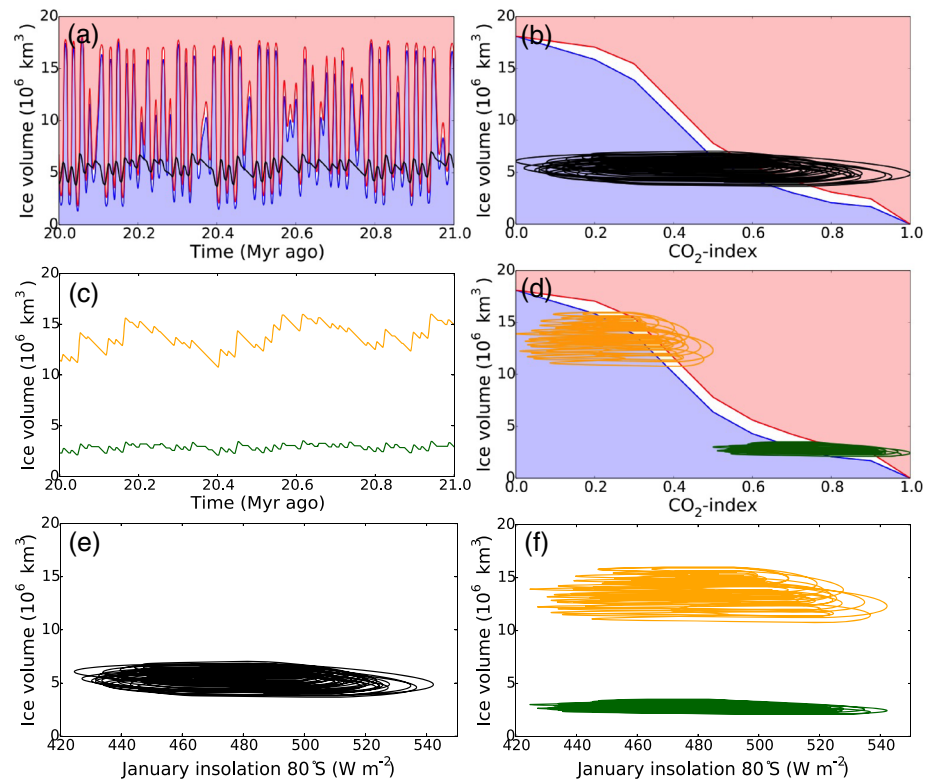 (a)
Ice volume (10⁶ km³)
20
15
10
5
0
20.0 20.2 20.4 20.6 20.8 21.0
Time (Myr ago)
(b)
Ice volume (10⁶ km³)
20
15
10
5
0
0.0 0.2 0.4 0.6 0.8 1.0
CO₂-index
(c)
Ice volume (10⁶ km³)
20
15
10
5
0
20.0 20.2 20.4 20.6 20.8 21.0
Time (Myr ago)
(d)
Ice volume (10⁶ km³)
20
15
10
5
0
0.0 0.2 0.4 0.6 0.8 1.0
CO₂-index
(e)
Ice volume (10⁶ km³)
20
15
10
5
0
420 440 460 480 500 520 540
January insolation 80°S (W m⁻²)
(f)
Ice volume (10⁶ km³)
20
15
10
5
0
420 440 460 480 500 520 540
January insolation 80°S (W m⁻²)